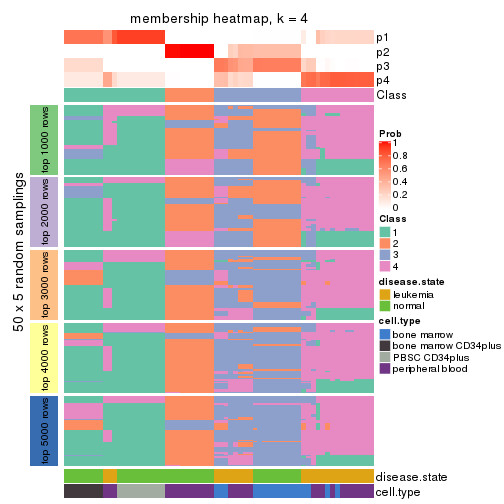 membership heatmap, k = 4
p1
p2
p3
p4
Class
50 x 5 random samplings
top 1000 rows
top 2000 rows
top 3000 rows
top 4000 rows
top 5000 rows
Prob
1
0.8
0.6
0.4
0.2
0
Class
1
2
3
4
disease.state
leukemia
normal
cell.type
bone marrow
bone marrow CD34plus
PBSC CD34plus
peripheral blood
disease.state
cell.type